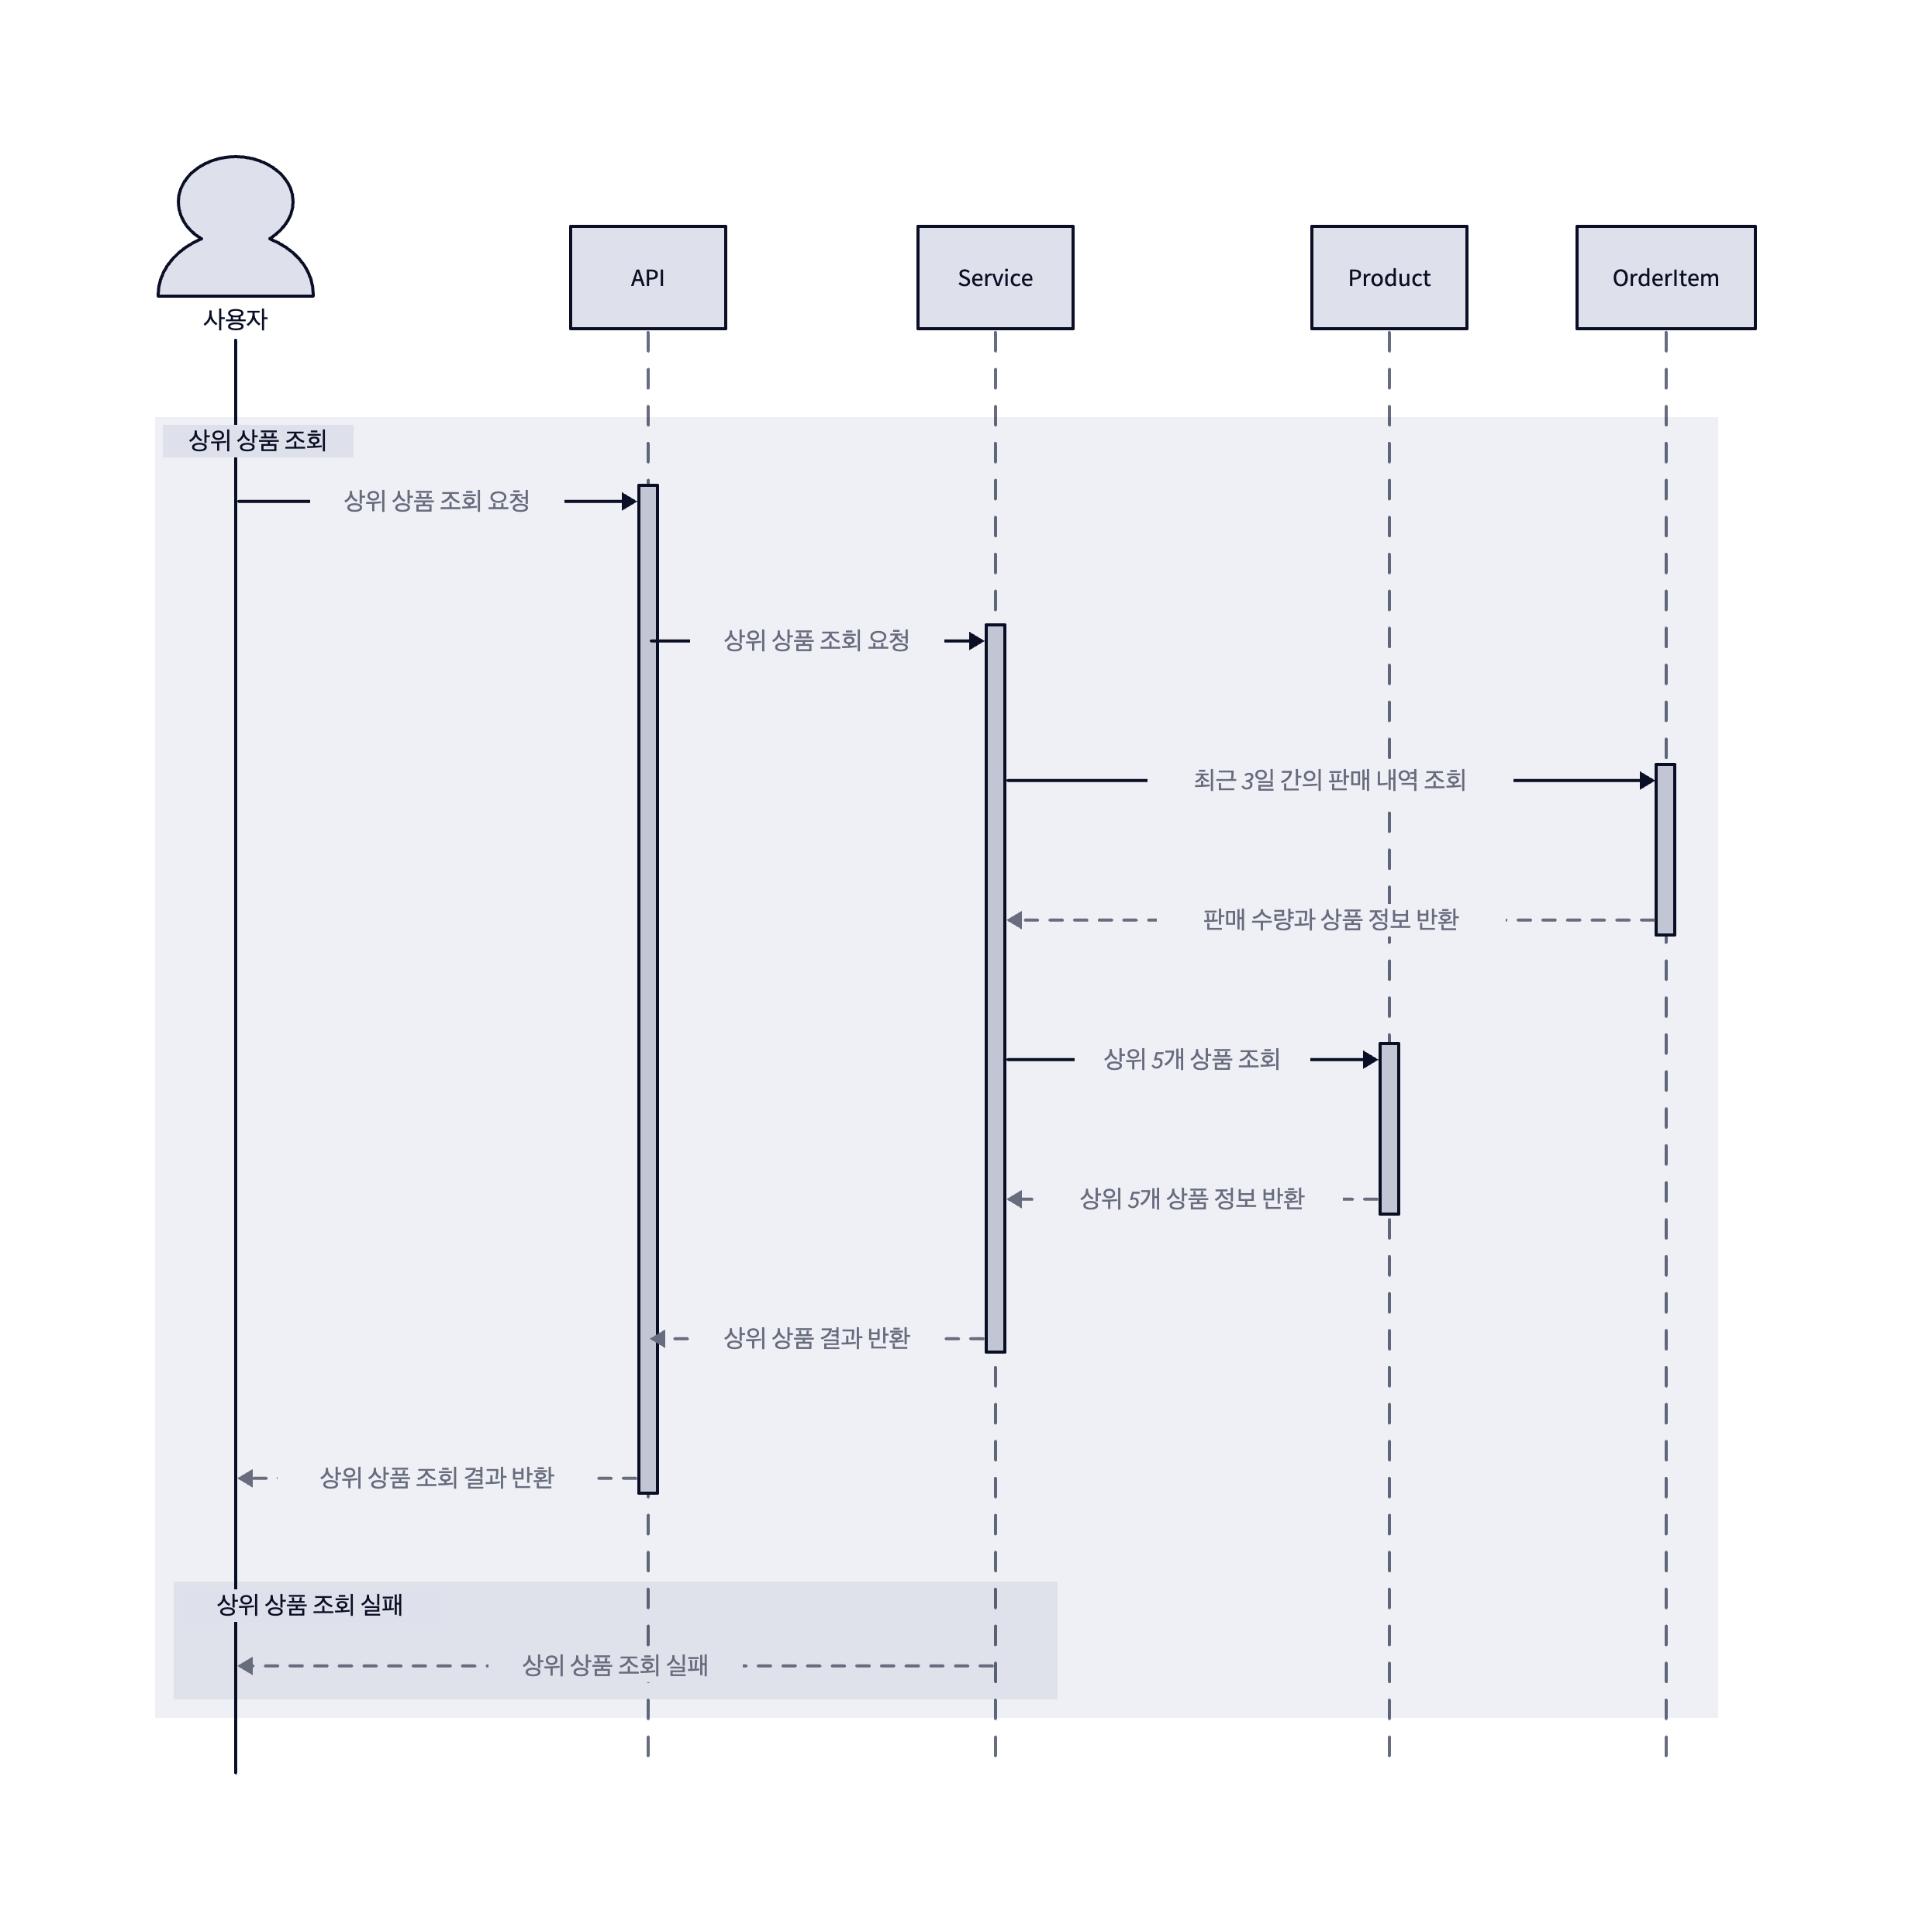 사용자
API
Service
Product
OrderItem
상위 상품 조회
상위 상품 조회 요청
상위 상품 조회 요청
최근 3일 간의 판매 내역 조회
판매 수량과 상품 정보 반환
상위 5개 상품 조회
상위 5개 상품 정보 반환
상위 상품 결과 반환
상위 상품 조회 결과 반환
상위 상품 조회 실패
상위 상품 조회 실패